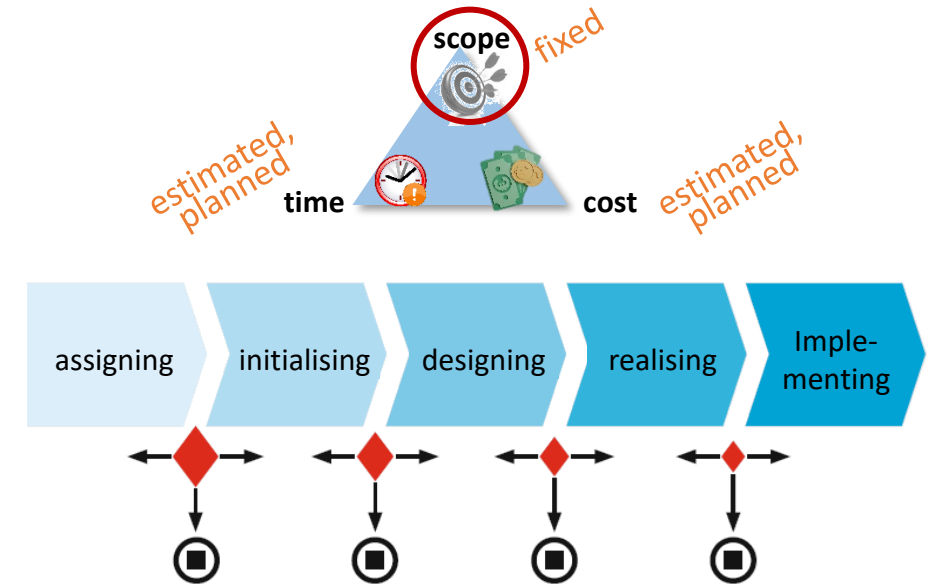 scope
fixed
estimated,
planned
time
cost
estimated,
planned
assigning
initialising
designing
realising
Imple-
menting